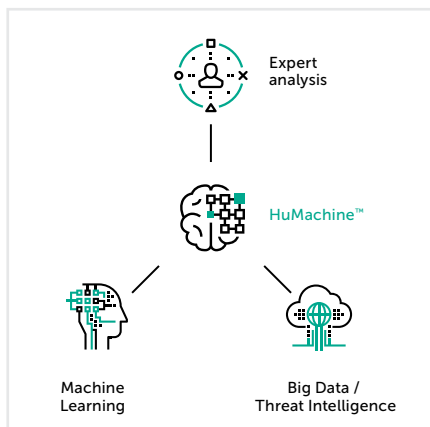 Expert
analysis
HuMachine™
Machine
Learning
Big Data /
Threat Intelligence